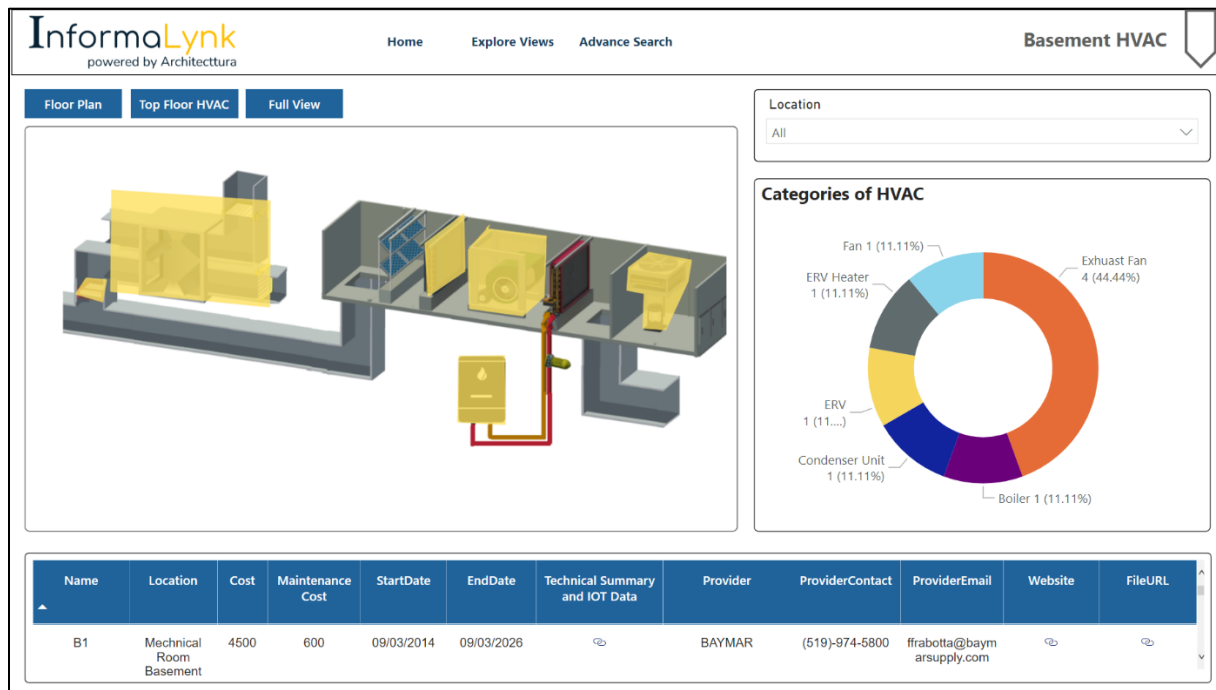 InformaLynk
powered by Architecttura
Home Explore Views Advance Search
Basement HVAC
Floor Plan Top Floor HVAC Full View
Location
All
Categories of HVAC
Fan 1 (11.11%)
Exhuast Fan
4 (44.44%)
ERV Heater
1 (11.11%)
ERV
1 (11....)
Condenser Unit
1 (11.11%)
Boiler 1 (11.11%)
Name Location Cost Maintenance StartDate EndDate Technical Summary Provider ProviderContact ProviderEmail Website FileURL
Cost and IOT Data
B1 Mechnical 4500 600 09/03/2014 09/03/2026 BAYMAR (519)-974-5800 ffrabotta@baym
Room arsupply.com
Basement